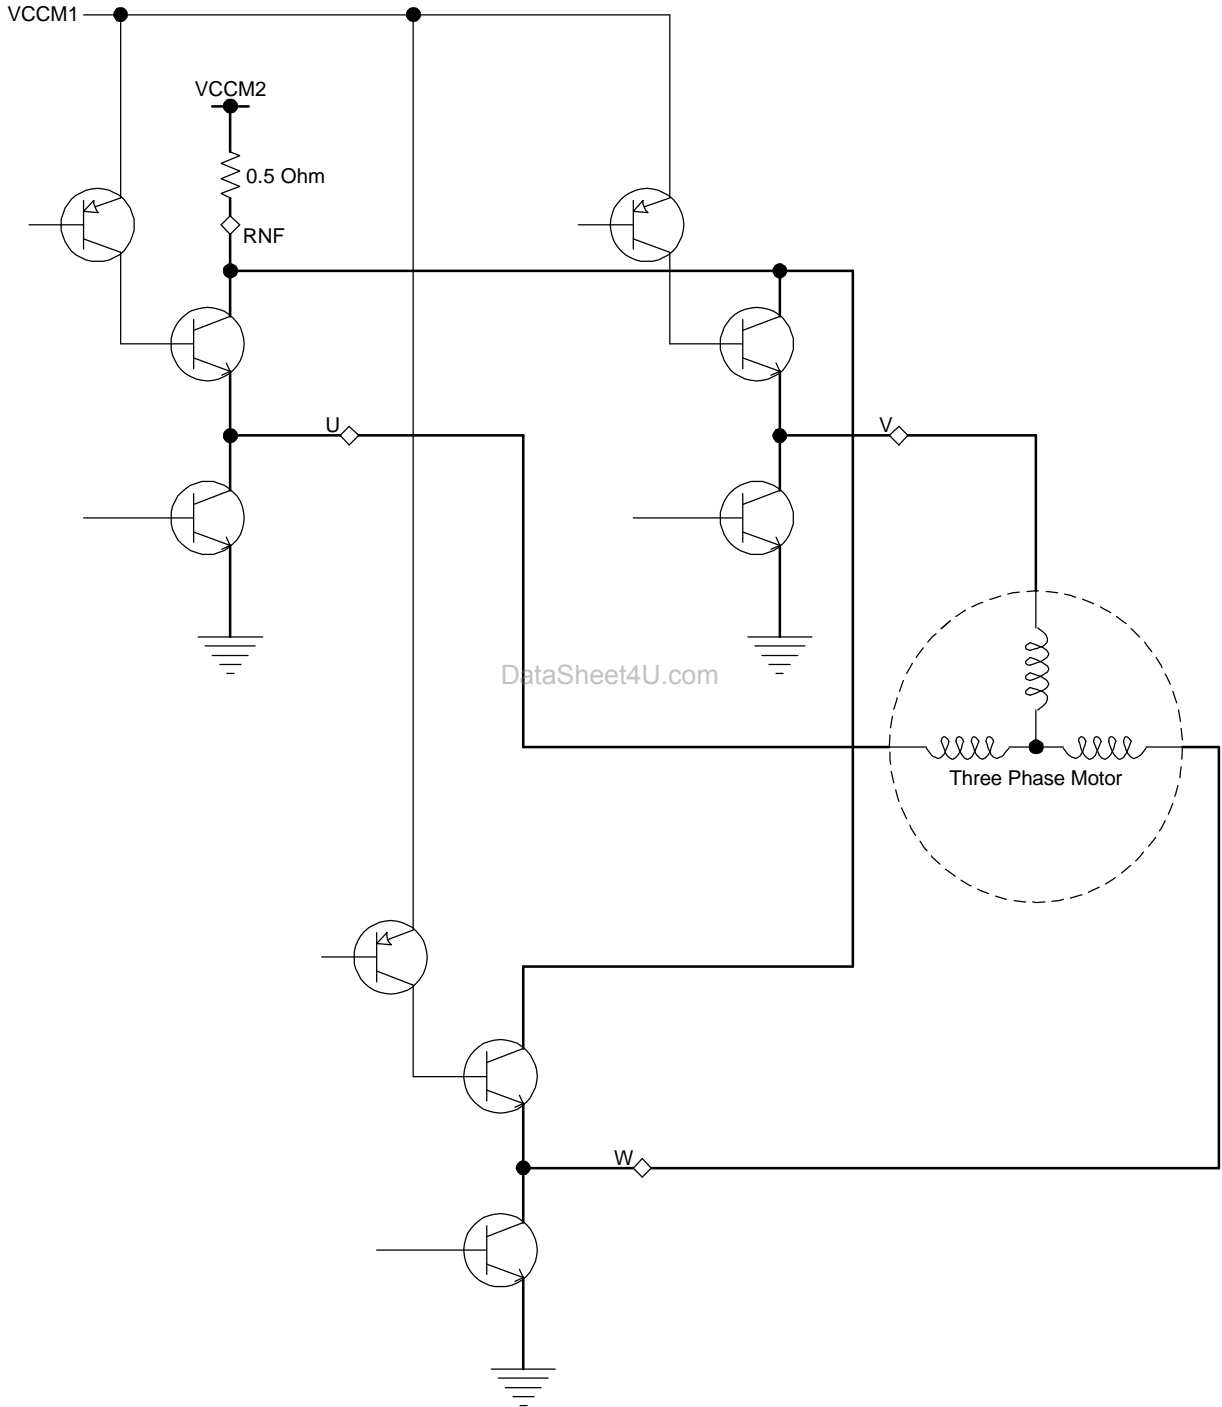 VCCM1
VCCM2
0.5 Ohm
RNF
U
V
DataSheet4U.com
Three Phase Motor
W